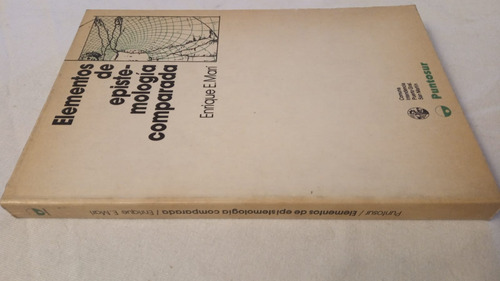 Elementos
de
episte-
mología
comparada
Enrique E. Marí
Puntosur
Puntosur / Elementos de epistemología comparada / Enrique E. Marí